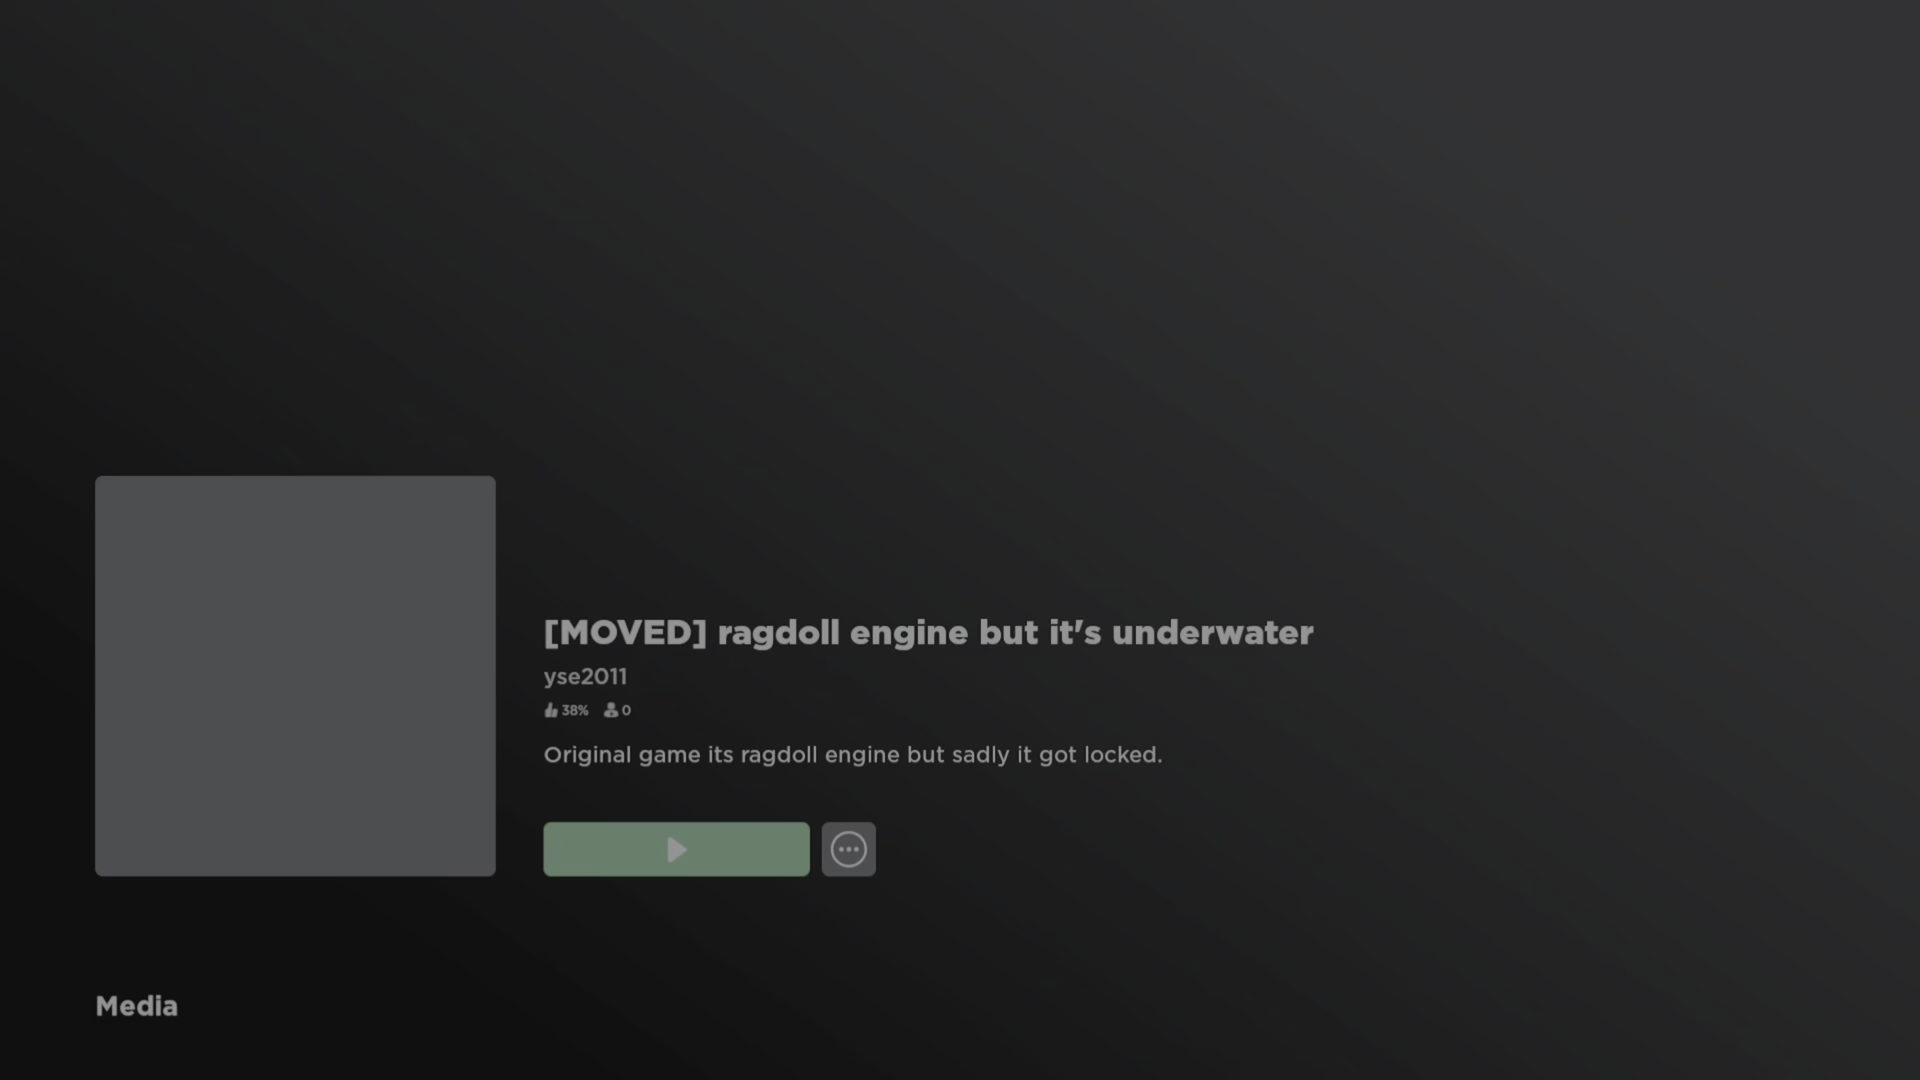 [MOVED] ragdoll engine but it's underwater
yse2011
38% 0
Original game its ragdoll engine but sadly it got locked.
Media